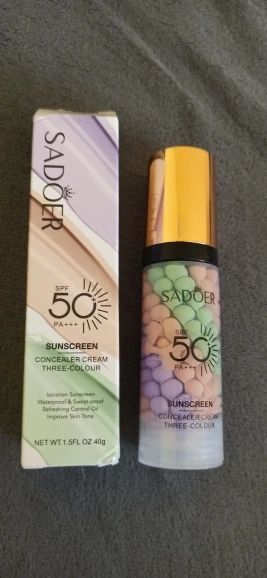 SADOER
SPF
50+
PA+++
SUNSCREEN
CONCEALER CREAM
THREE-COLOUR
Isolation Sunscreen
Waterproof & Sweat-proof
Refreshing Control Oil
Improve Skin Tone
NET WT.1.5FL OZ 40g
SADOER
SPF
50+
PA+++
SUNSCREEN
CONCEALER CREAM
THREE-COLOUR